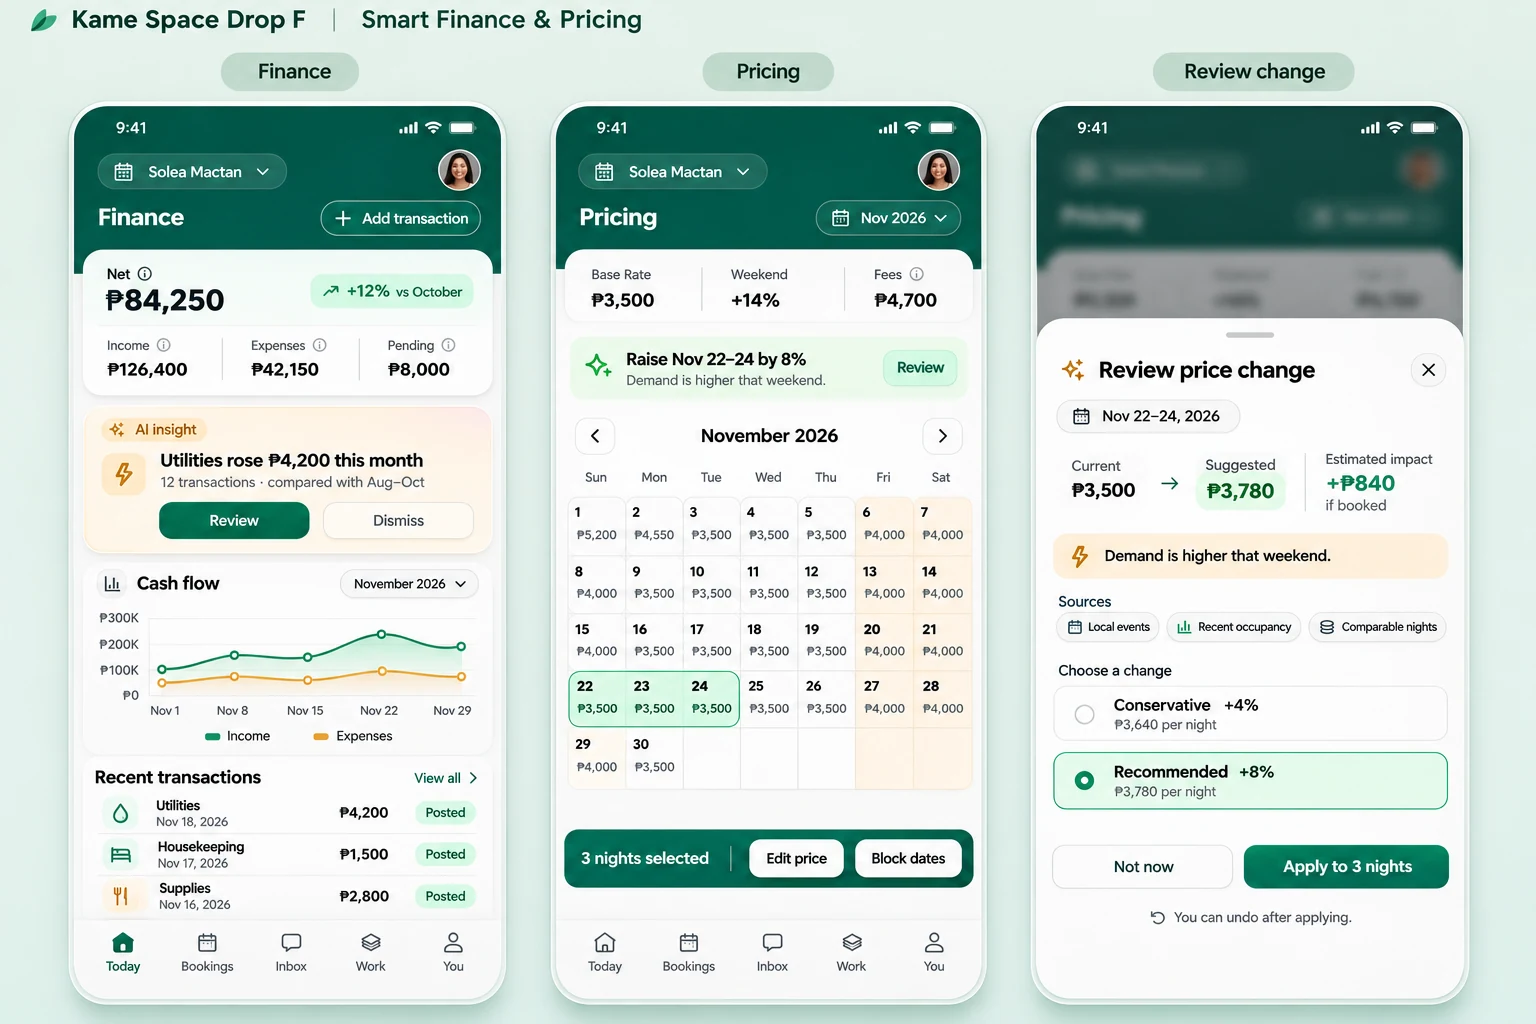 Kame Space Drop F | Smart Finance & Pricing
Finance
9:41
Solea Mactan
Finance
+ Add transaction
Net
₱84,250
+12% vs October
Income
₱126,400
Expenses
₱42,150
Pending
₱8,000
AI insight
Utilities rose ₱4,200 this month
12 transactions · compared with Aug–Oct
Review
Dismiss
Cash flow
November 2026
₱300K
₱200K
₱100K
₱0
Nov 1 Nov 8 Nov 15 Nov 22 Nov 29
Income Expenses
Recent transactions
View all
Utilities
Nov 18, 2026
₱4,200
Posted
Housekeeping
Nov 17, 2026
₱1,500
Posted
Supplies
Nov 16, 2026
₱2,800
Posted
Today Bookings Inbox Work You
Pricing
9:41
Solea Mactan
Pricing
Nov 2026
Base Rate
₱3,500
Weekend
+14%
Fees
₱4,700
Raise Nov 22–24 by 8%
Demand is higher that weekend.
Review
November 2026
Sun Mon Tue Wed Thu Fri Sat
1 2 3 4 5 6 7
₱5,200 ₱4,550 ₱3,500 ₱3,500 ₱3,500 ₱4,000 ₱4,000
8 9 10 11 12 13 14
₱4,000 ₱3,500 ₱3,500 ₱3,500 ₱3,500 ₱4,000 ₱4,000
15 16 17 18 19 20 21
₱4,000 ₱3,500 ₱3,500 ₱3,500 ₱3,500 ₱4,000 ₱4,000
22 23 24 25 26 27 28
₱3,500 ₱3,500 ₱3,500 ₱3,500 ₱3,500 ₱4,000 ₱4,000
29 30
₱4,000 ₱3,500
3 nights selected
Edit price
Block dates
Today Bookings Inbox Work You
Review change
9:41
Pricing
Review price change
Nov 22–24, 2026
Current
₱3,500
Suggested
₱3,780
Estimated impact
+₱840
if booked
Demand is higher that weekend.
Sources
Local events
Recent occupancy
Comparable nights
Choose a change
Conservative +4%
₱3,640 per night
Recommended +8%
₱3,780 per night
Not now
Apply to 3 nights
You can undo after applying.